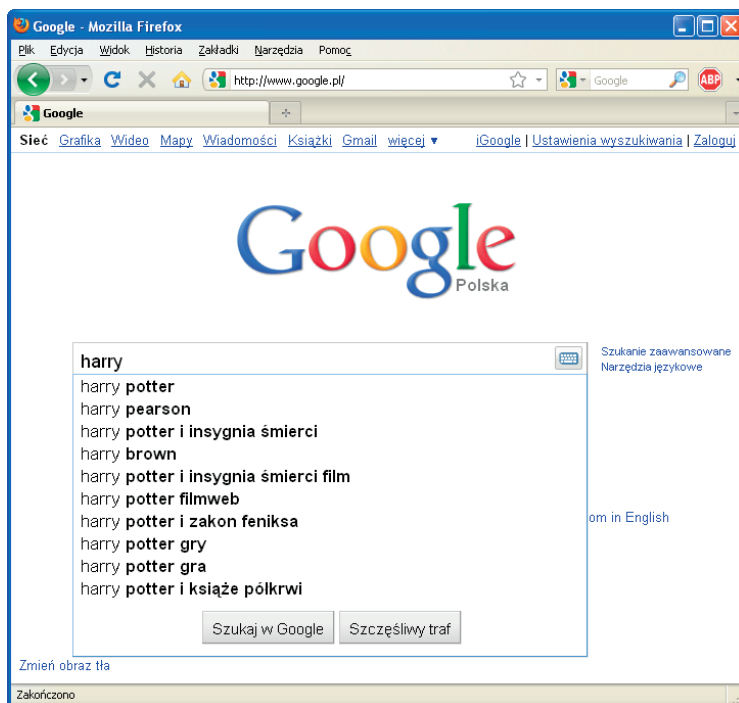 Google - Mozilla Firefox
Plik Edycja Widok Historia Zakładki Narzędzia Pomoc
http://www.google.pl/ Google ABP
Google
Sieć Grafika Wideo Mapy Wiadomości Książki Gmail więcej ▼ iGoogle | Ustawienia wyszukiwania | Zaloguj
Google
Polska
harry
Szukanie zaawansowane
Narzędzia językowe
harry potter
harry pearson
harry potter i insygnia śmierci
harry brown
harry potter i insygnia śmierci film
harry potter filmweb
harry potter i zakon feniksa
om in English
harry potter gry
harry potter gra
harry potter i książe pólkrwi
Szukaj w Google Szczęśliwy traf
Zmień obraz tła
Zakończono